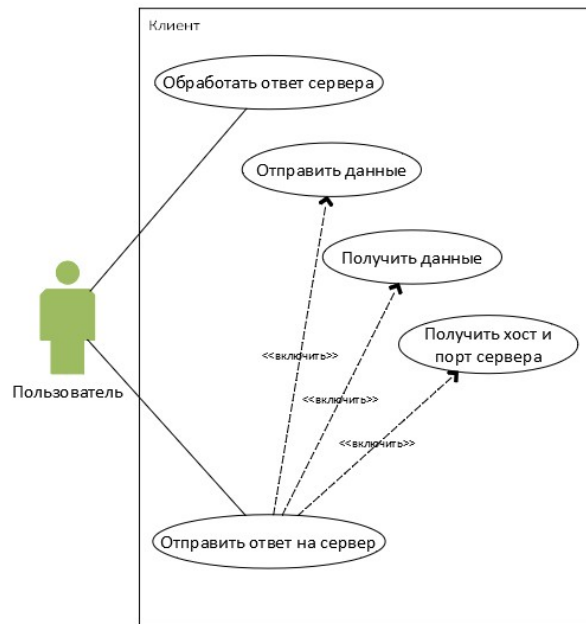 Клиент
Обработать ответ сервера
Отправить данные
Получить данные
Получить хост и
порт сервера
<<включить>>
<<включить>>
<<включить>>
Пользователь
Отправить ответ на сервер